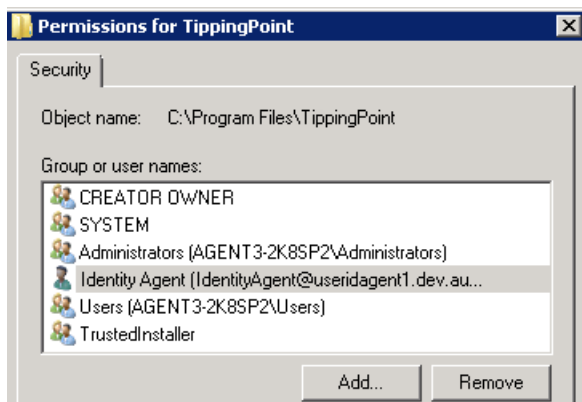 Permissions for TippingPoint
Security
Object name: C:\Program Files\TippingPoint
Group or user names:
CREATOR OWNER
SYSTEM
Administrators (AGENT3-2K8SP2\Administrators)
Identity Agent (IdentityAgent@useridagent1.dev.au...
Users (AGENT3-2K8SP2\Users)
TrustedInstaller
Add... Remove